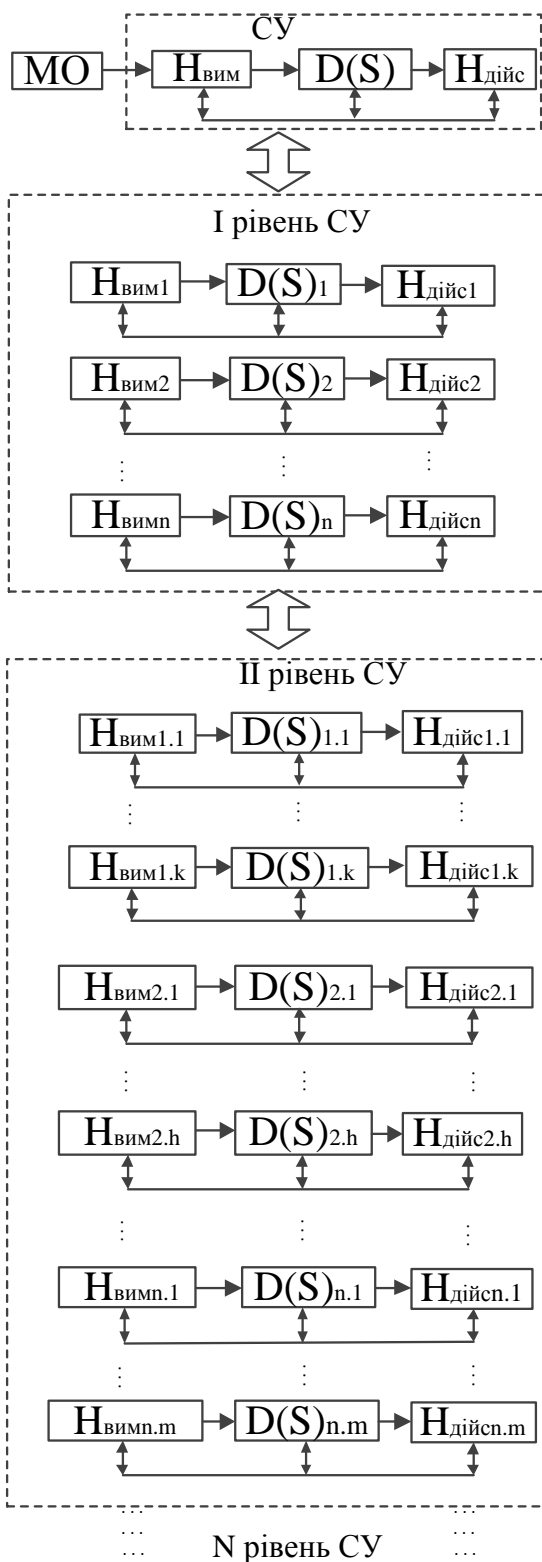 СУ
МО Нвим D(S) Ндійс
I рівень СУ
Нвим1 D(S)1 Ндійс1
Нвим2 D(S)2 Ндійс2
Нвимn D(S)n Ндійсn
II рівень СУ
Нвим1.1 D(S)1.1 Ндійс1.1
Нвим1.k D(S)1.k Ндійс1.k
Нвим2.1 D(S)2.1 Ндійс2.1
Нвим2.h D(S)2.h Ндійс2.h
Нвимn.1 D(S)n.1 Ндійсn.1
Нвимn.m D(S)n.m Ндійсn.m
N рівень СУ